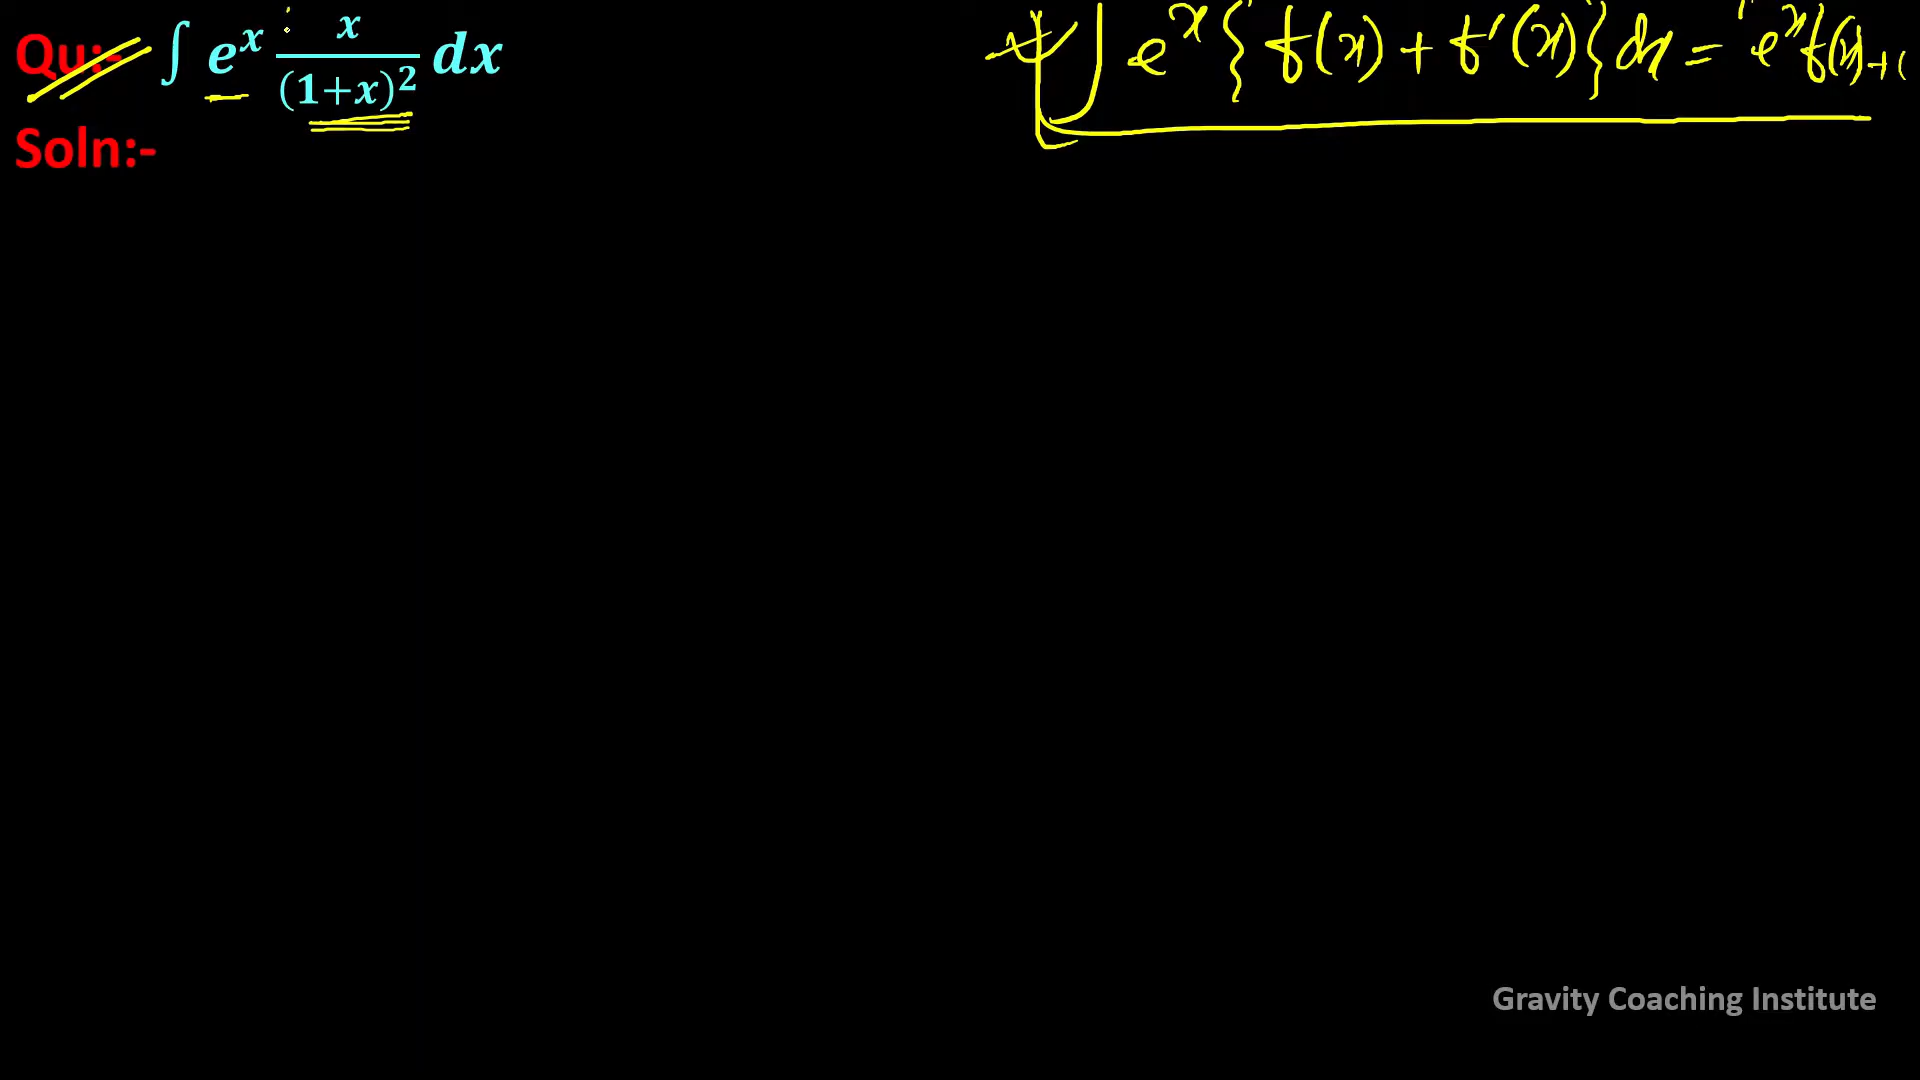 Qu:- ∫ e^x x/(1+x)^2 dx
∫ e^x { f(x) + f'(x) } dx = e^x f(x) + c
Soln:-
Gravity Coaching Institute